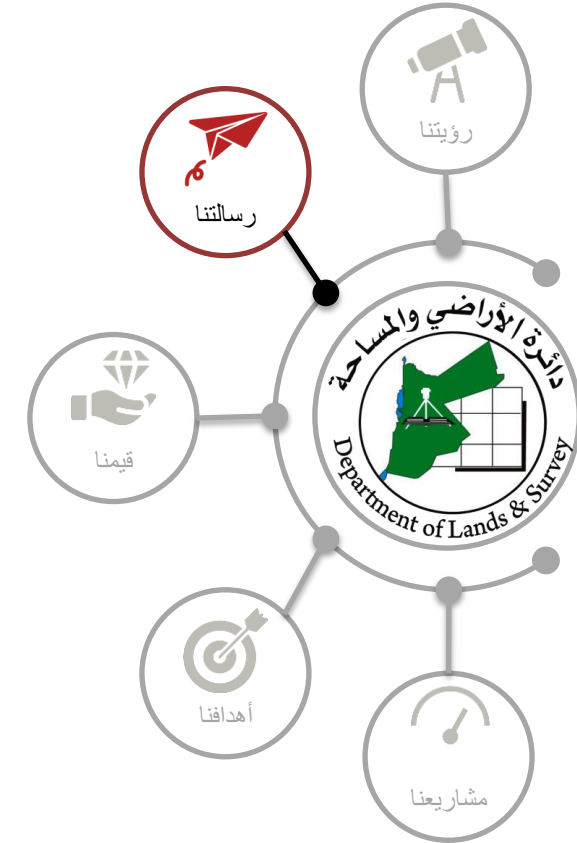 رؤيتنا
رسالتنا
دائرة الأراضي والمساحة
Department of Lands & Survey
قيمنا
أهدافنا
مشاريعنا